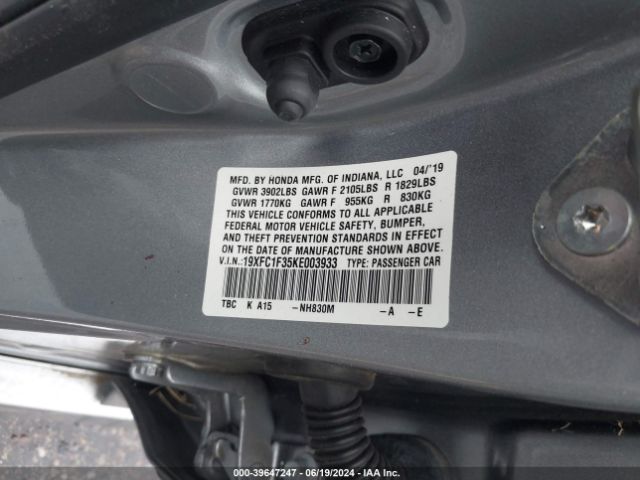 MFD. BY HONDA MFG. OF INDIANA, LLC 04/'19
GVWR 3902LBS GAWR F 2105LBS R 1829LBS
GVWR 1770KG GAWR F 955KG R 830KG
THIS VEHICLE CONFORMS TO ALL APPLICABLE
FEDERAL MOTOR VEHICLE SAFETY, BUMPER,
AND THEFT PREVENTION STANDARDS IN EFFECT
ON THE DATE OF MANUFACTURE SHOWN ABOVE.
V.I.N.:19XFC1F35KE003933 TYPE: PASSENGER CAR
TBC K A15 -NH830M -A -E
000-39647247 - 06/19/2024 - IAA Inc.